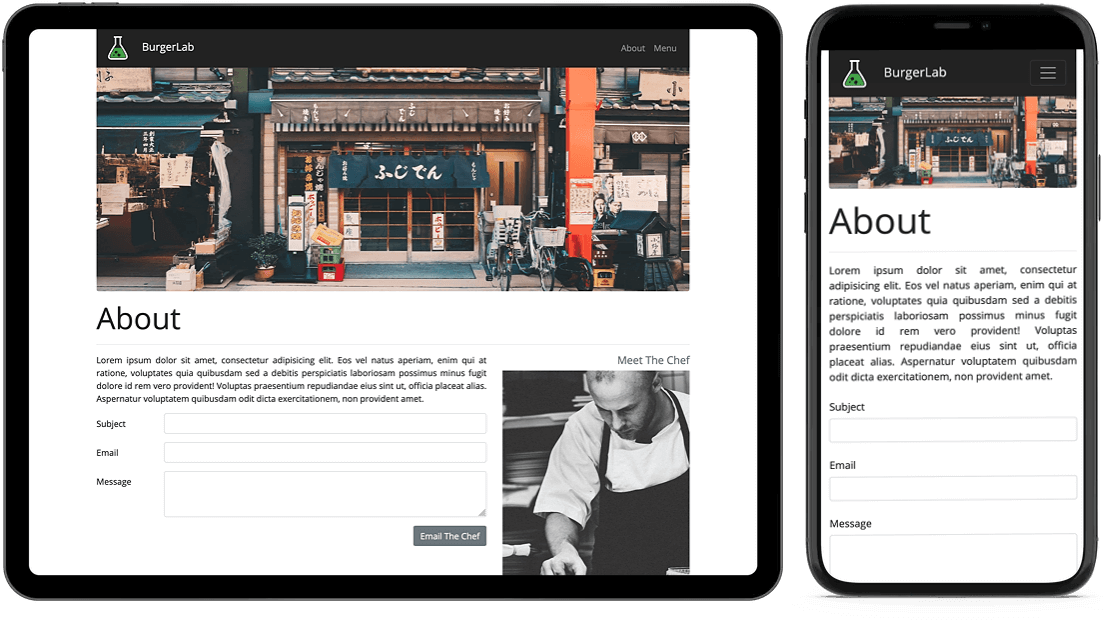 BurgerLab
About Menu
ふじでん
About
Lorem ipsum dolor sit amet, consectetur adipisicing elit. Eos vel natus aperiam, enim qui at
ratione, voluptates quia quibusdam sed a debitis perspiciatis laboriosam possimus minus fugit
dolore id rem vero provident! Voluptas praesentium repudiandae eius sint ut, officia placeat alias.
Aspernatur voluptatem quibusdam odit dicta exercitationem, non provident amet.
Subject
Email
Message
Email The Chef
Meet The Chef
BurgerLab
ふじでん
About
Lorem ipsum dolor sit amet, consectetur
adipisicing elit. Eos vel natus aperiam, enim qui at
ratione, voluptates quia quibusdam sed a debitis
perspiciatis laboriosam possimus minus fugit
dolore id rem vero provident! Voluptas
praesentium repudiandae eius sint ut, officia
placeat alias. Aspernatur voluptatem quibusdam
odit dicta exercitationem, non provident amet.
Subject
Email
Message